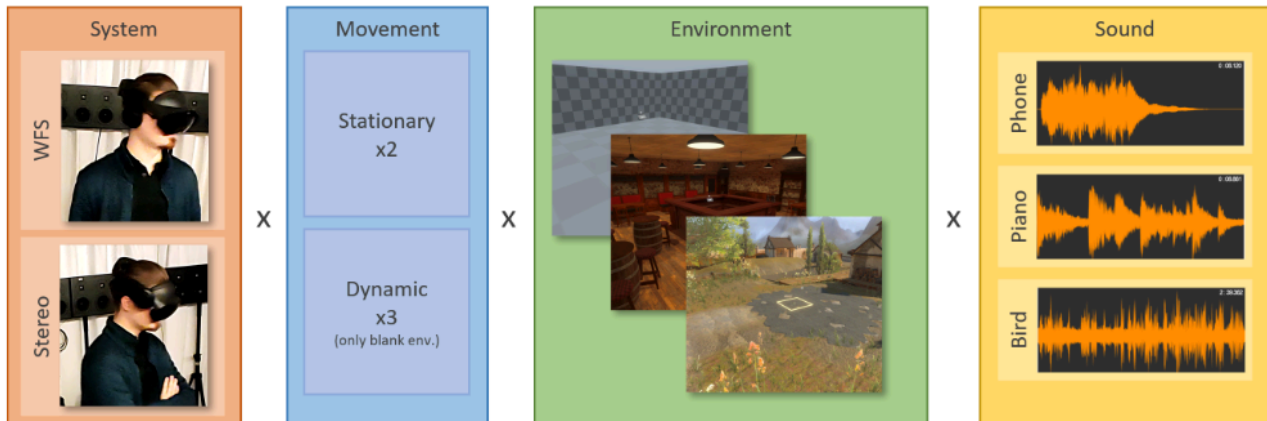 System
WFS
Stereo
x
Movement
Stationary
x2
Dynamic
x3
(only blank env.)
x
Environment
x
Sound
Phone
Piano
Bird